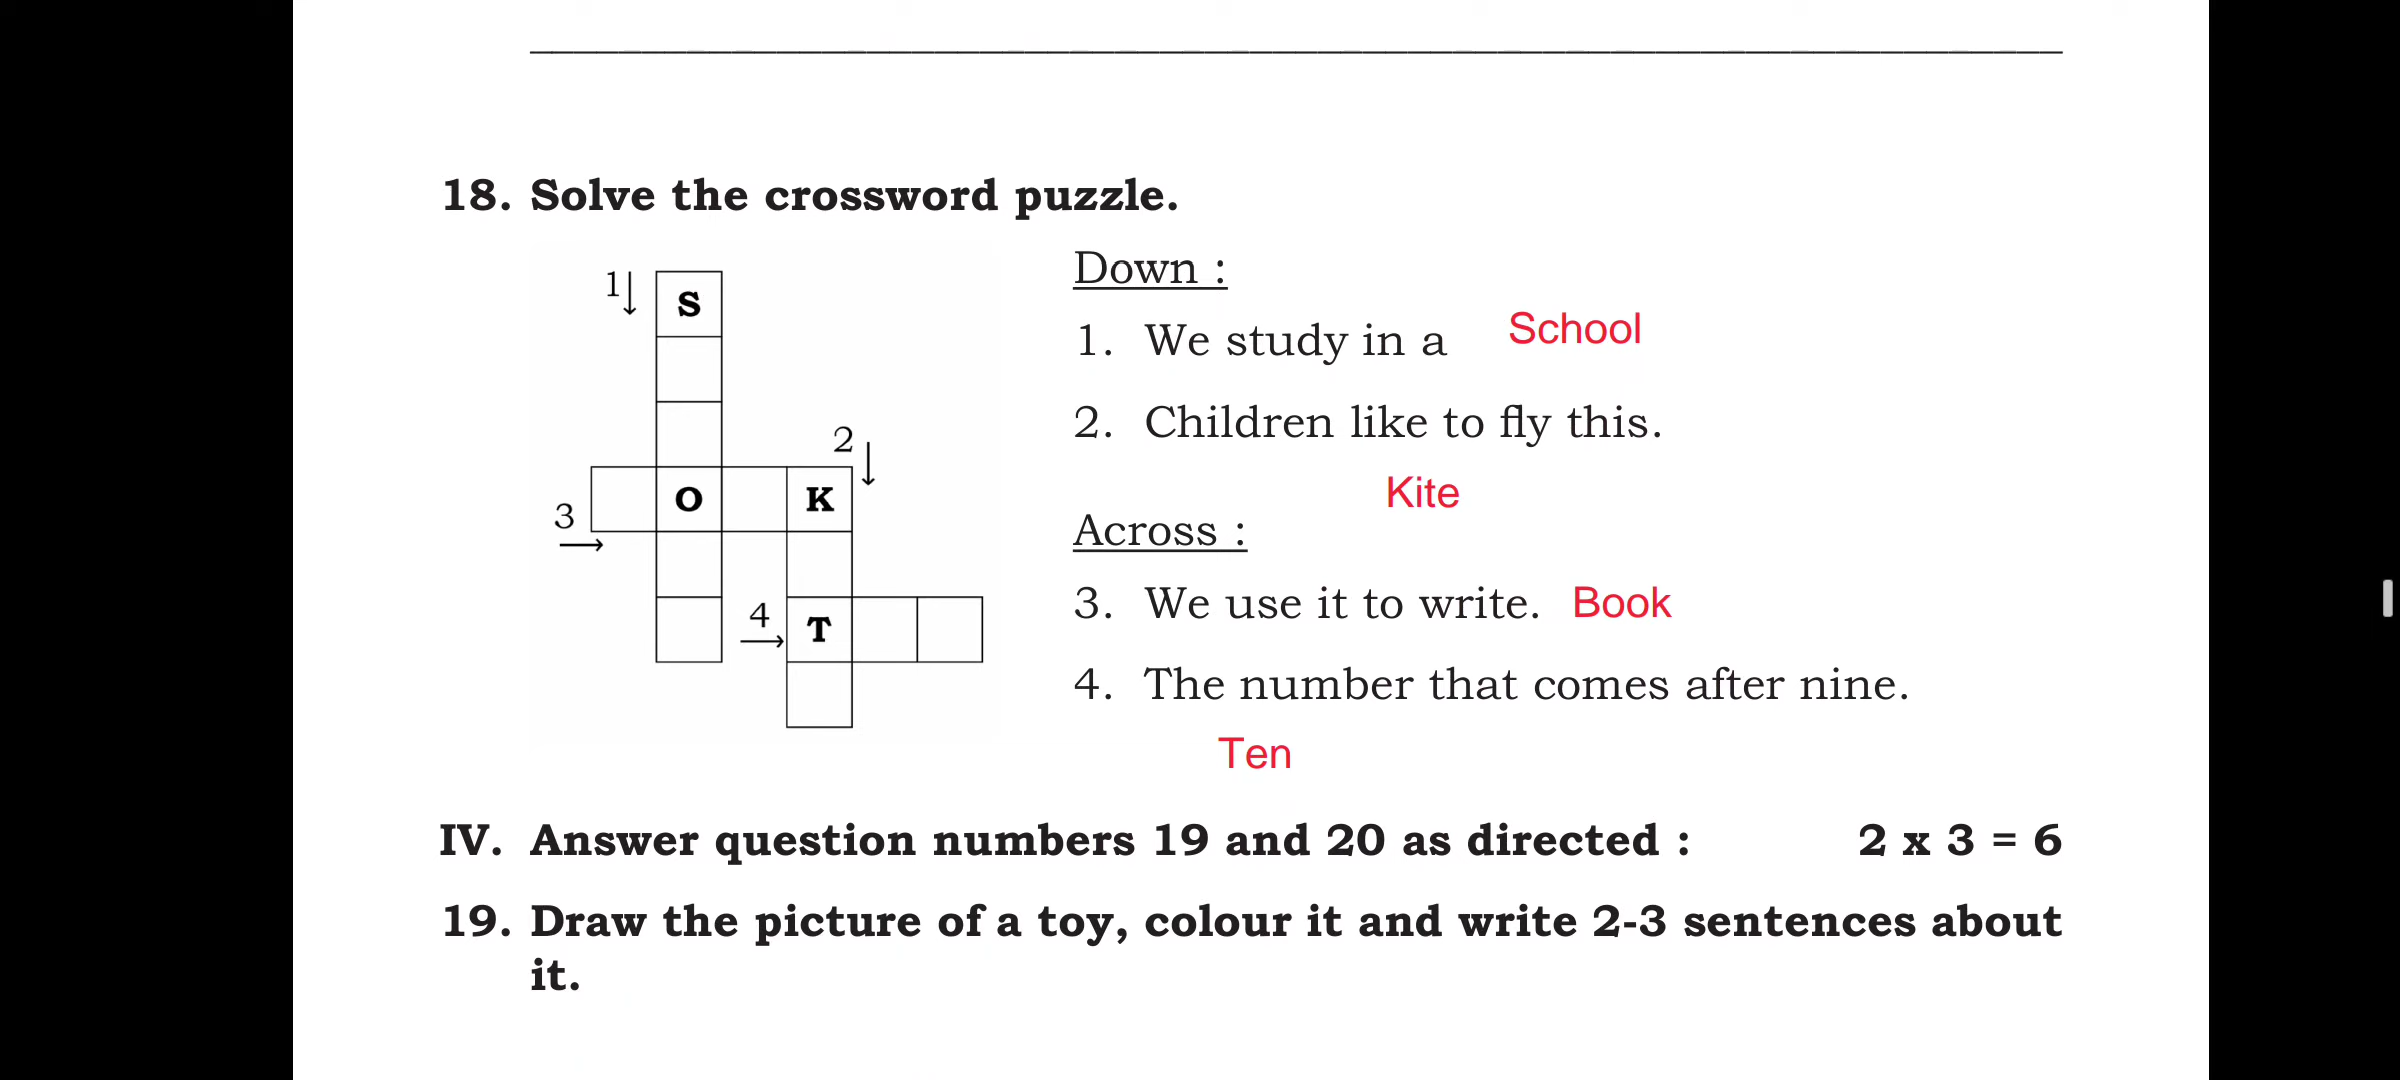 18. Solve the crossword puzzle.
Down :
1
S
1. We study in a School
2. Children like to fly this.
2
Kite
O
K
3
Across :
3. We use it to write. Book
4
T
4. The number that comes after nine.
Ten
IV. Answer question numbers 19 and 20 as directed : 2 x 3 = 6
19. Draw the picture of a toy, colour it and write 2-3 sentences about
it.